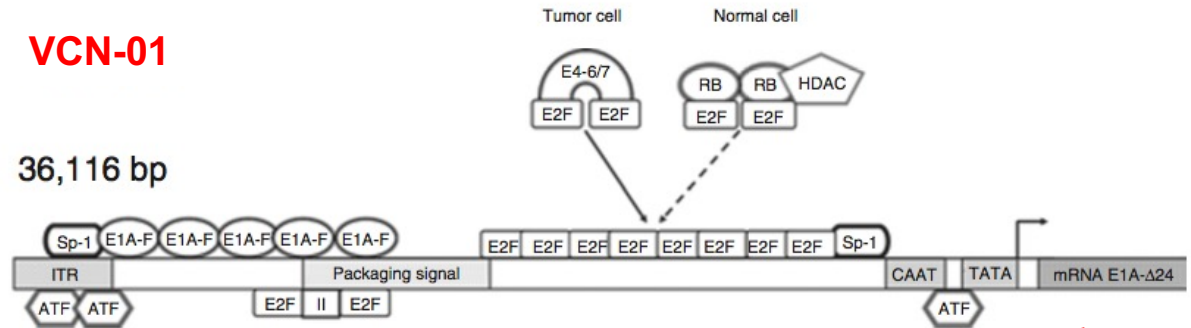 Tumor cell Normal cell
VCN-01
E4-6/7
RB RB HDAC
E2F E2F E2F E2F
36,116 bp
Sp-1 E1A-F E1A-F E1A-F E1A-F E1A-F E2F E2F E2F E2F E2F E2F E2F E2F Sp-1
ITR Packaging signal CAAT TATA mRNA E1A-Δ24
ATF ATF E2F II E2F ATF